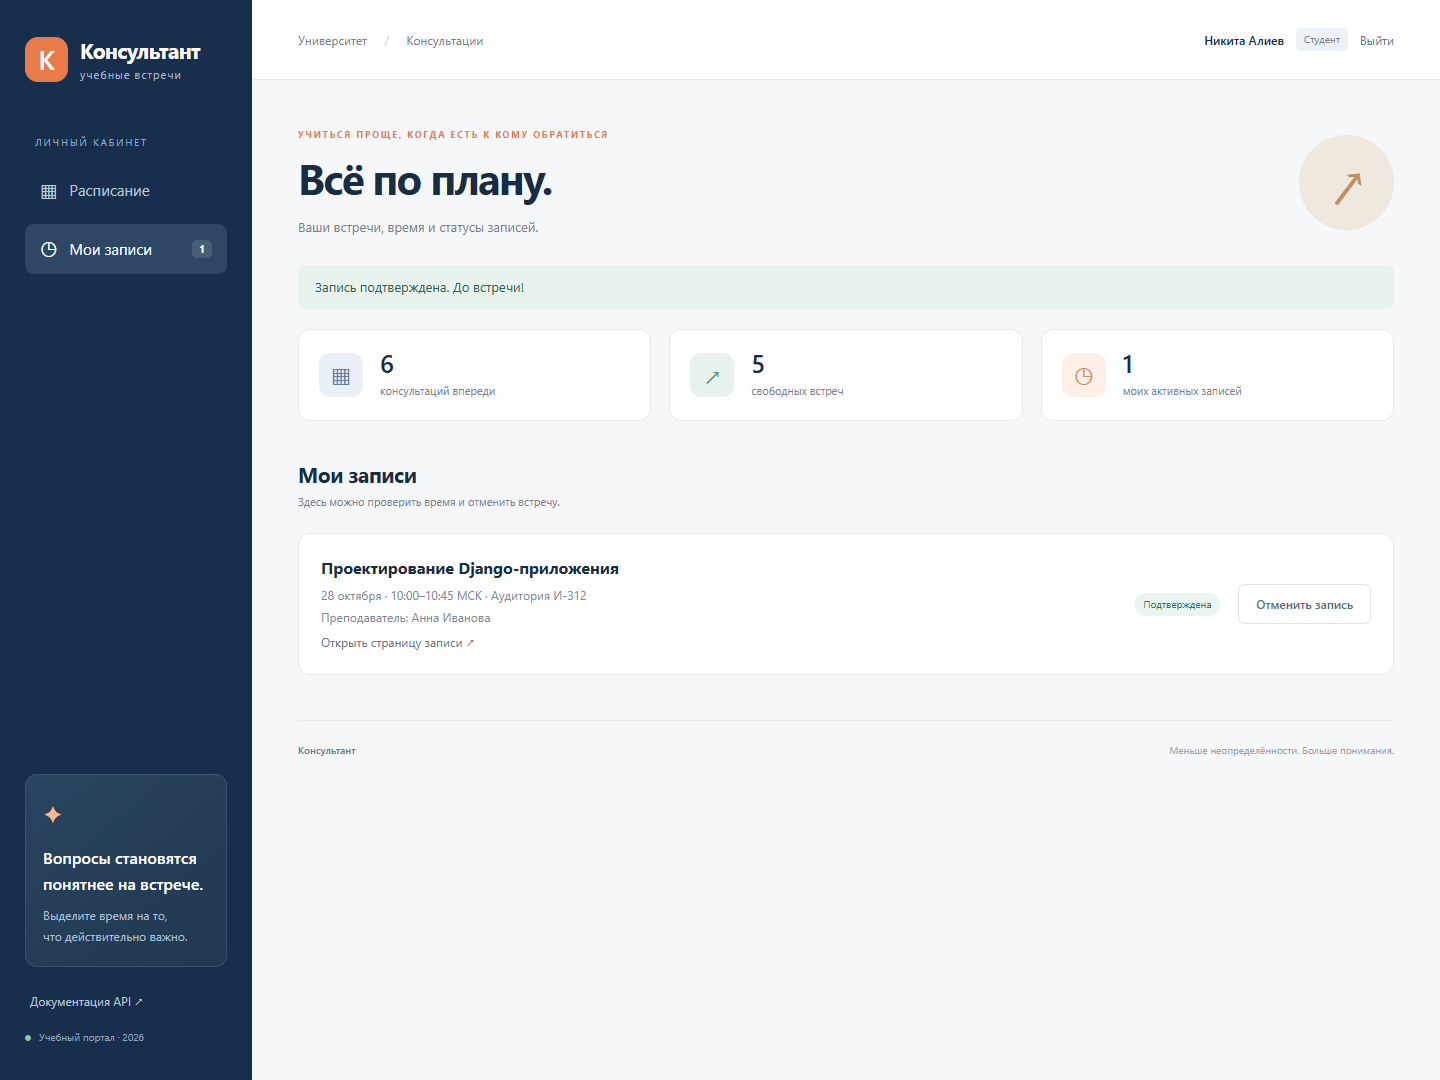 К
Консультант
учебные встречи
ЛИЧНЫЙ КАБИНЕТ
Расписание
Мои записи 1
Вопросы становятся
понятнее на встрече.
Выделите время на то,
что действительно важно.
Документация API ↗
Учебный портал · 2026
Университет / Консультации
Никита Алиев Студент Выйти
УЧИТЬСЯ ПРОЩЕ, КОГДА ЕСТЬ К КОМУ ОБРАТИТЬСЯ
Всё по плану.
Ваши встречи, время и статусы записей.
Запись подтверждена. До встречи!
6
консультаций впереди
5
свободных встреч
1
моих активных записей
Мои записи
Здесь можно проверить время и отменить встречу.
Проектирование Django-приложения
28 октября · 10:00–10:45 МСК · Аудитория И-312
Преподаватель: Анна Иванова
Открыть страницу записи ↗
Подтверждена
Отменить запись
Консультант
Меньше неопределённости. Больше понимания.